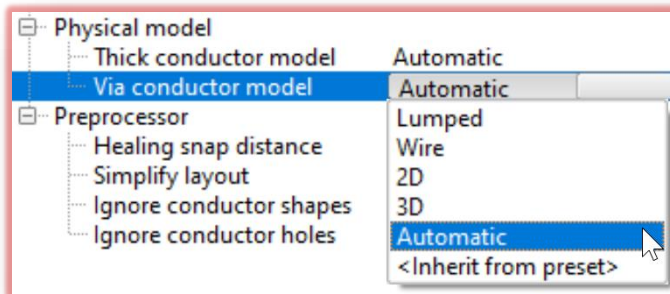 Physical model
Thick conductor model Automatic
Via conductor model Automatic
Preprocessor Lumped
Healing snap distance Wire
Simplify layout 2D
Ignore conductor shapes 3D
Ignore conductor holes Automatic
<Inherit from preset>